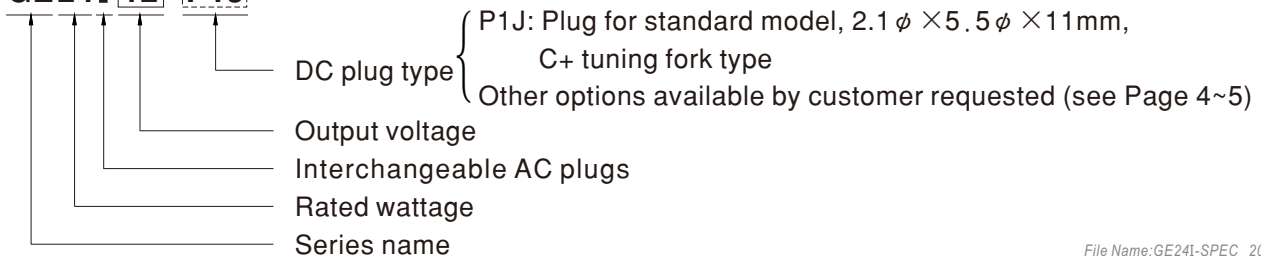 P1J: Plug for standard model, 2.1φ×5.5φ×11mm,
C+ tuning fork type
DC plug type
Other options available by customer requested (see Page 4~5)
Output voltage
Interchangeable AC plugs
Rated wattage
Series name
File Name:GE24I-SPEC 20